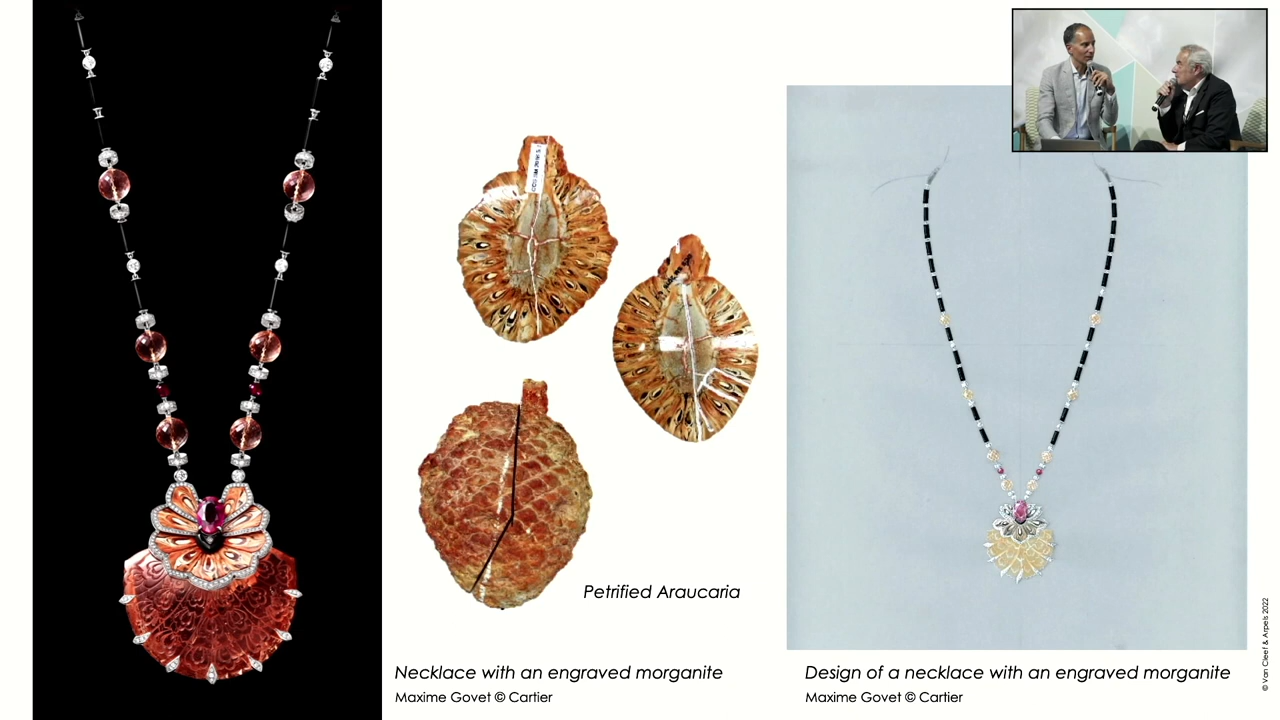 Petrified Araucaria
Necklace with an engraved morganite
Maxime Govet © Cartier
Design of a necklace with an engraved morganite
Maxime Govet © Cartier
© Van Cleef & Arpels 2022